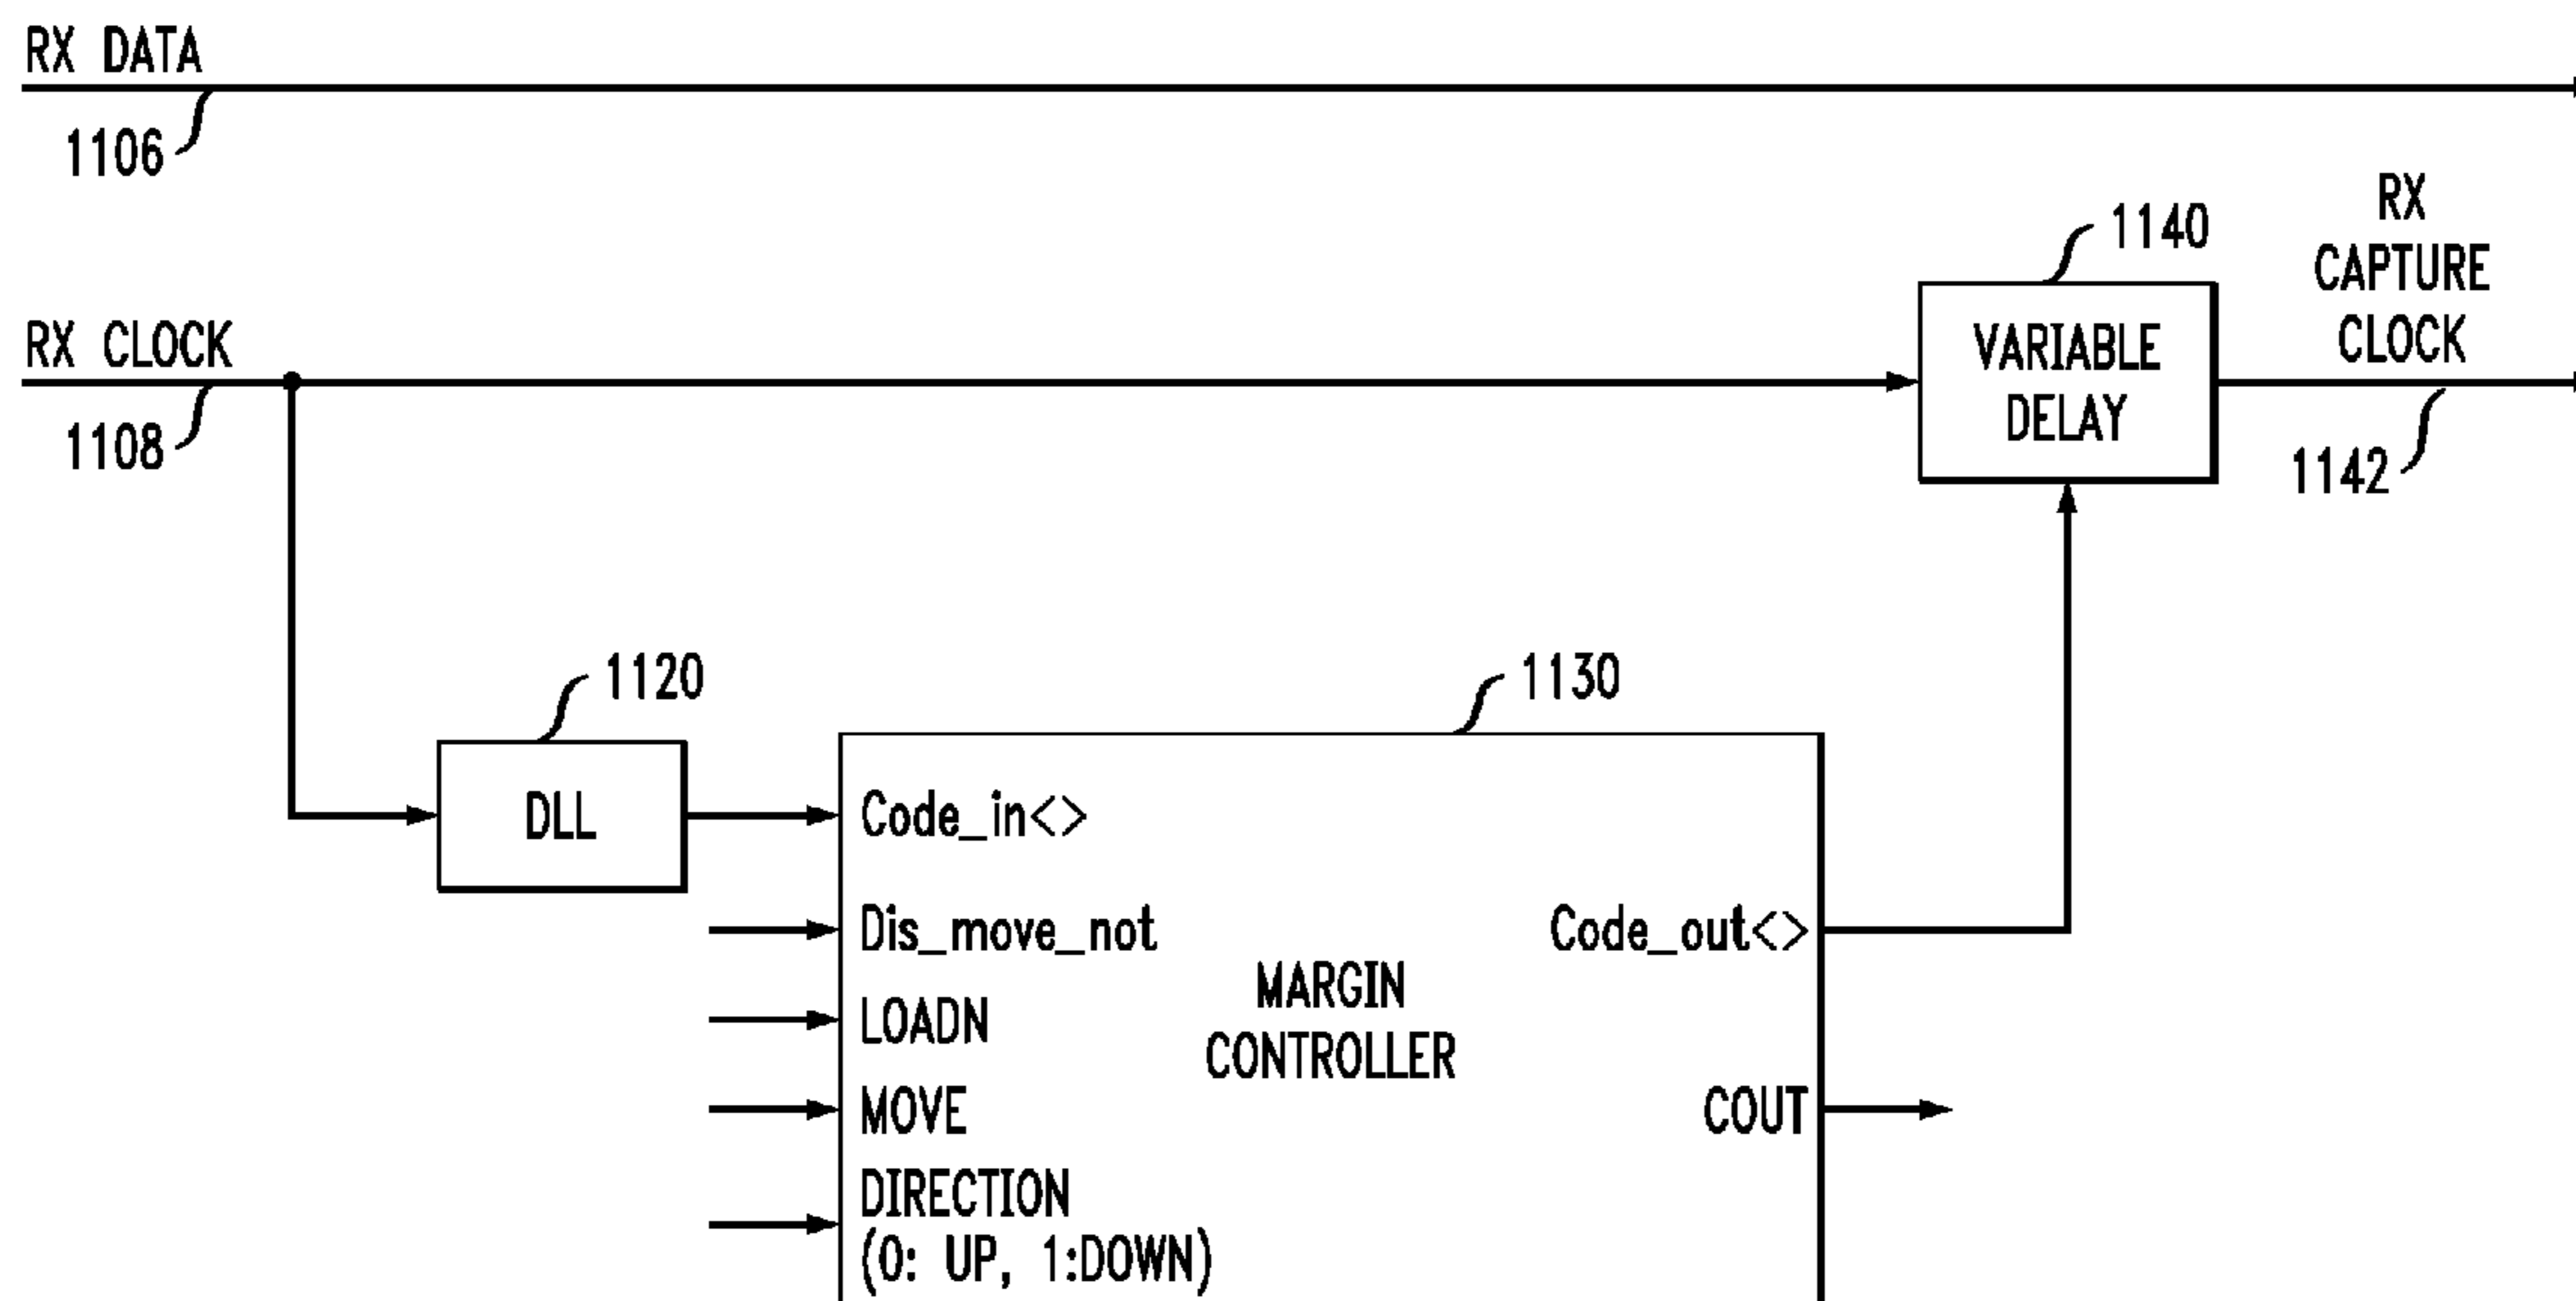 RX DATA
1106
RX CLOCK
1108
1140
VARIABLE
DELAY
RX
CAPTURE
CLOCK
1142
1120
DLL
1130
Code_in<>
Dis_move_not
LOADN
MOVE
DIRECTION
(0: UP, 1:DOWN)
MARGIN
CONTROLLER
Code_out<>
COUT